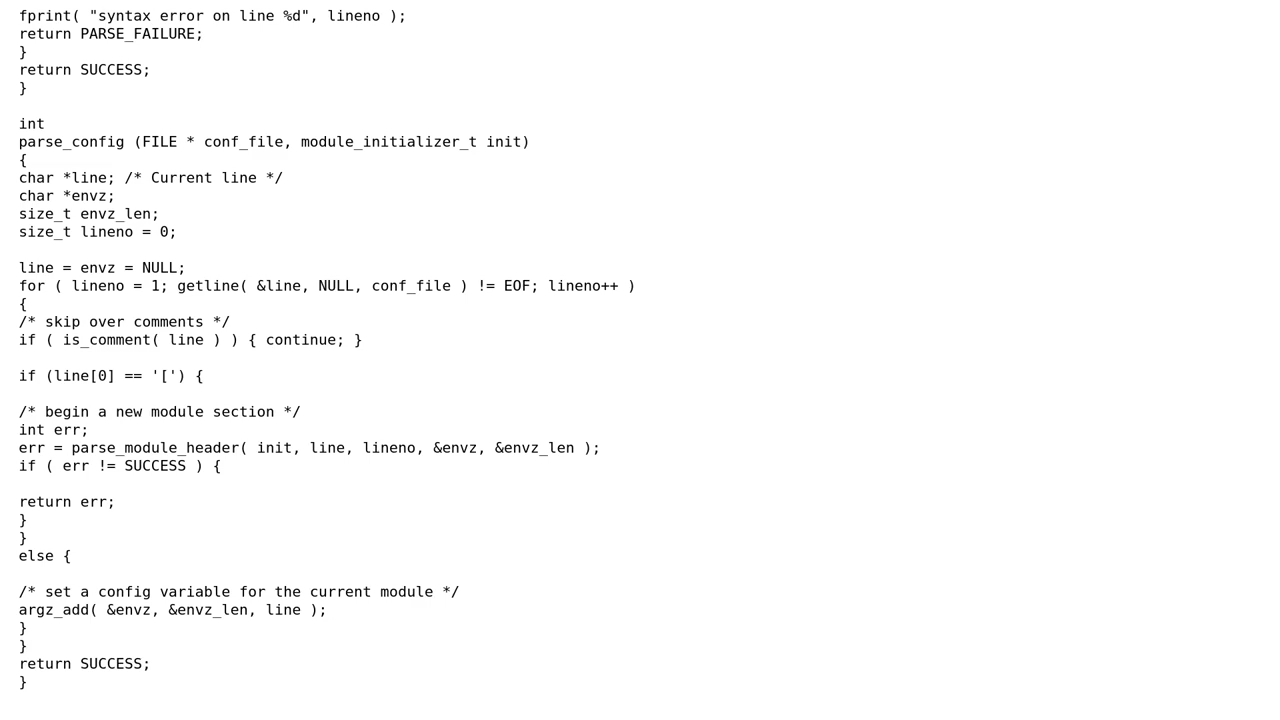 fprint( "syntax error on line %d", lineno );
return PARSE_FAILURE;
}
return SUCCESS;
}
int
parse_config (FILE * conf_file, module_initializer_t init)
{
char *line; /* Current line */
char *envz;
size_t envz_len;
size_t lineno = 0;
line = envz = NULL;
for ( lineno = 1; getline( &line, NULL, conf_file ) != EOF; lineno++ )
{
/* skip over comments */
if ( is_comment( line ) ) { continue; }
if (line[0] == '[') {
/* begin a new module section */
int err;
err = parse_module_header( init, line, lineno, &envz, &envz_len );
if ( err != SUCCESS ) {
return err;
}
}
else {
/* set a config variable for the current module */
argz_add( &envz, &envz_len, line );
}
}
return SUCCESS;
}